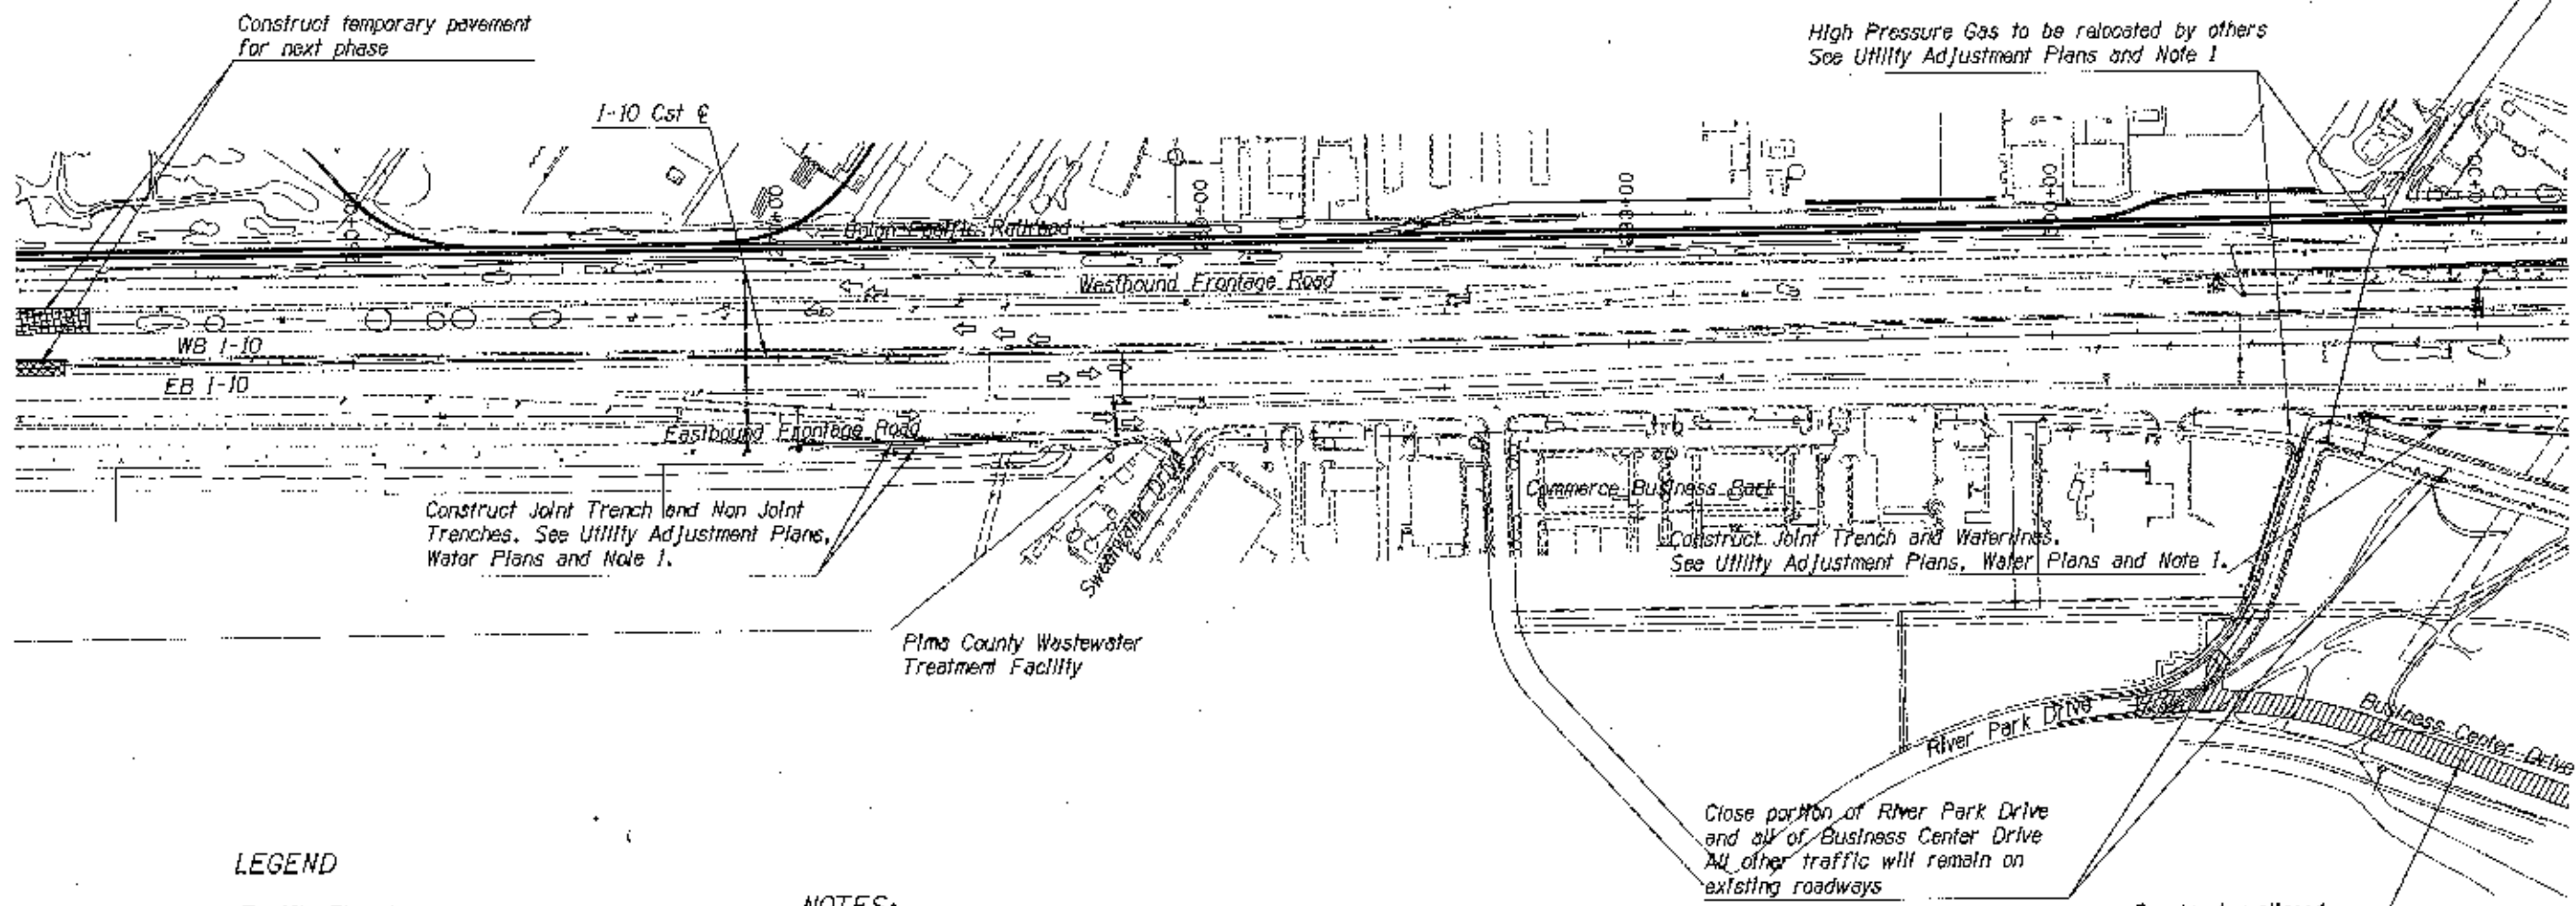 Construct temporary pavement
for next phase
High Pressure Gas to be relocated by others
See Utility Adjustment Plans and Note 1
I-10 Cst ℄
Union Pacific Railroad
Westbound Frontage Road
WB I-10
EB I-10
Eastbound Frontage Road
Construct Joint Trench and Non Joint
Trenches. See Utility Adjustment Plans,
Water Plans and Note 1.
Sweetwater Drive
Commerce Business Park
Construct Joint Trench and Waterlines.
See Utility Adjustment Plans, Water Plans and Note 1.
Pima County Wastewater
Treatment Facility
River Park Drive
Business Center Drive
Close portion of River Park Drive
and all of Business Center Drive
All other traffic will remain on
existing roadways
LEGEND
NOTES: